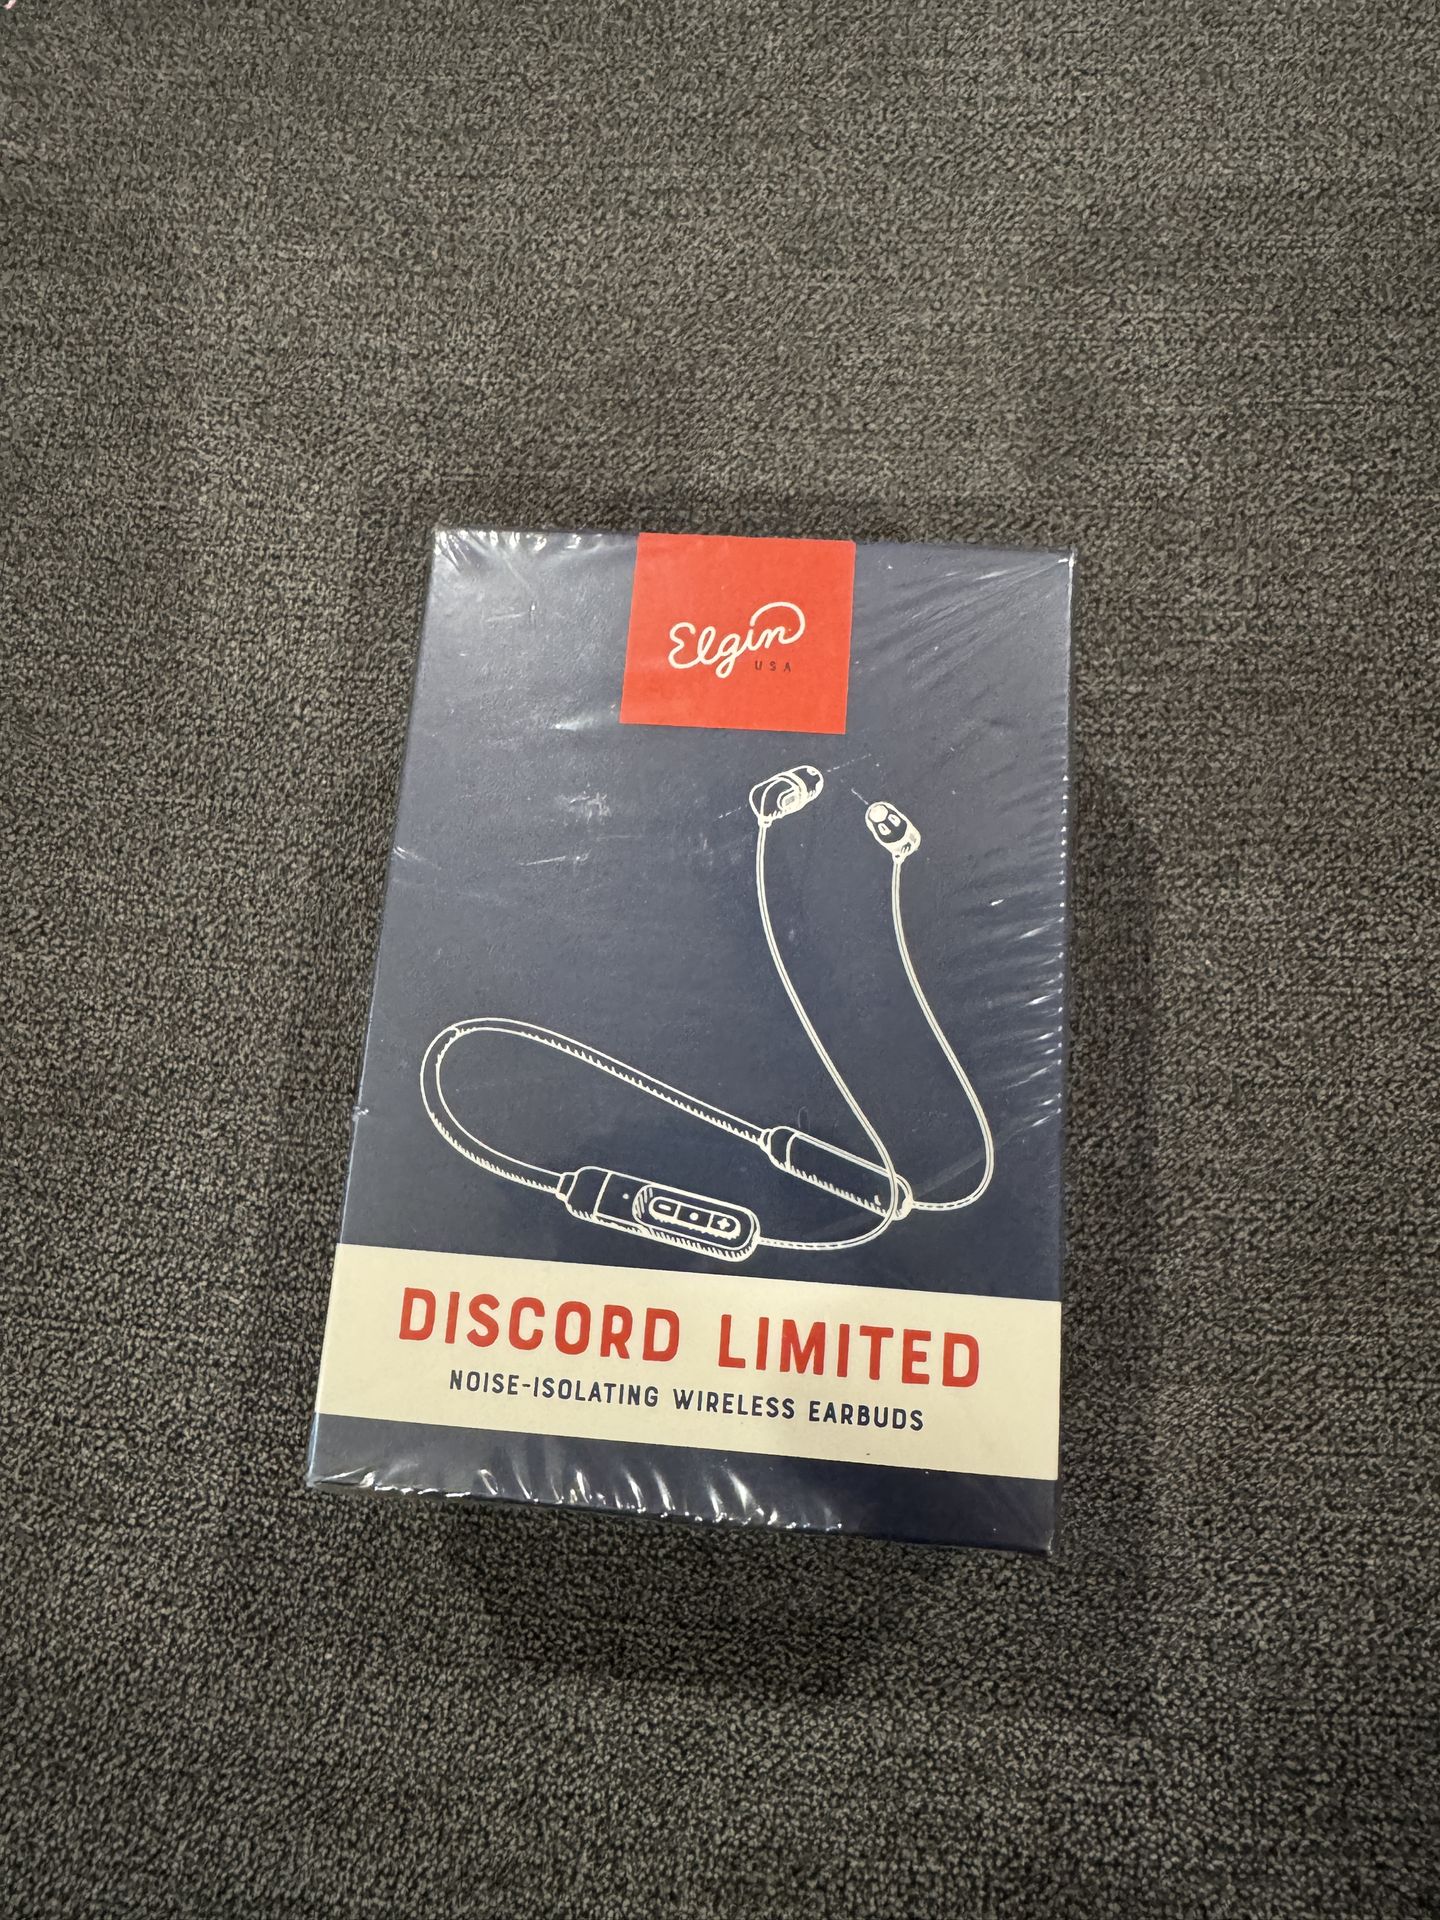 Elgin
USA
DISCORD LIMITED
NOISE-ISOLATING WIRELESS EARBUDS